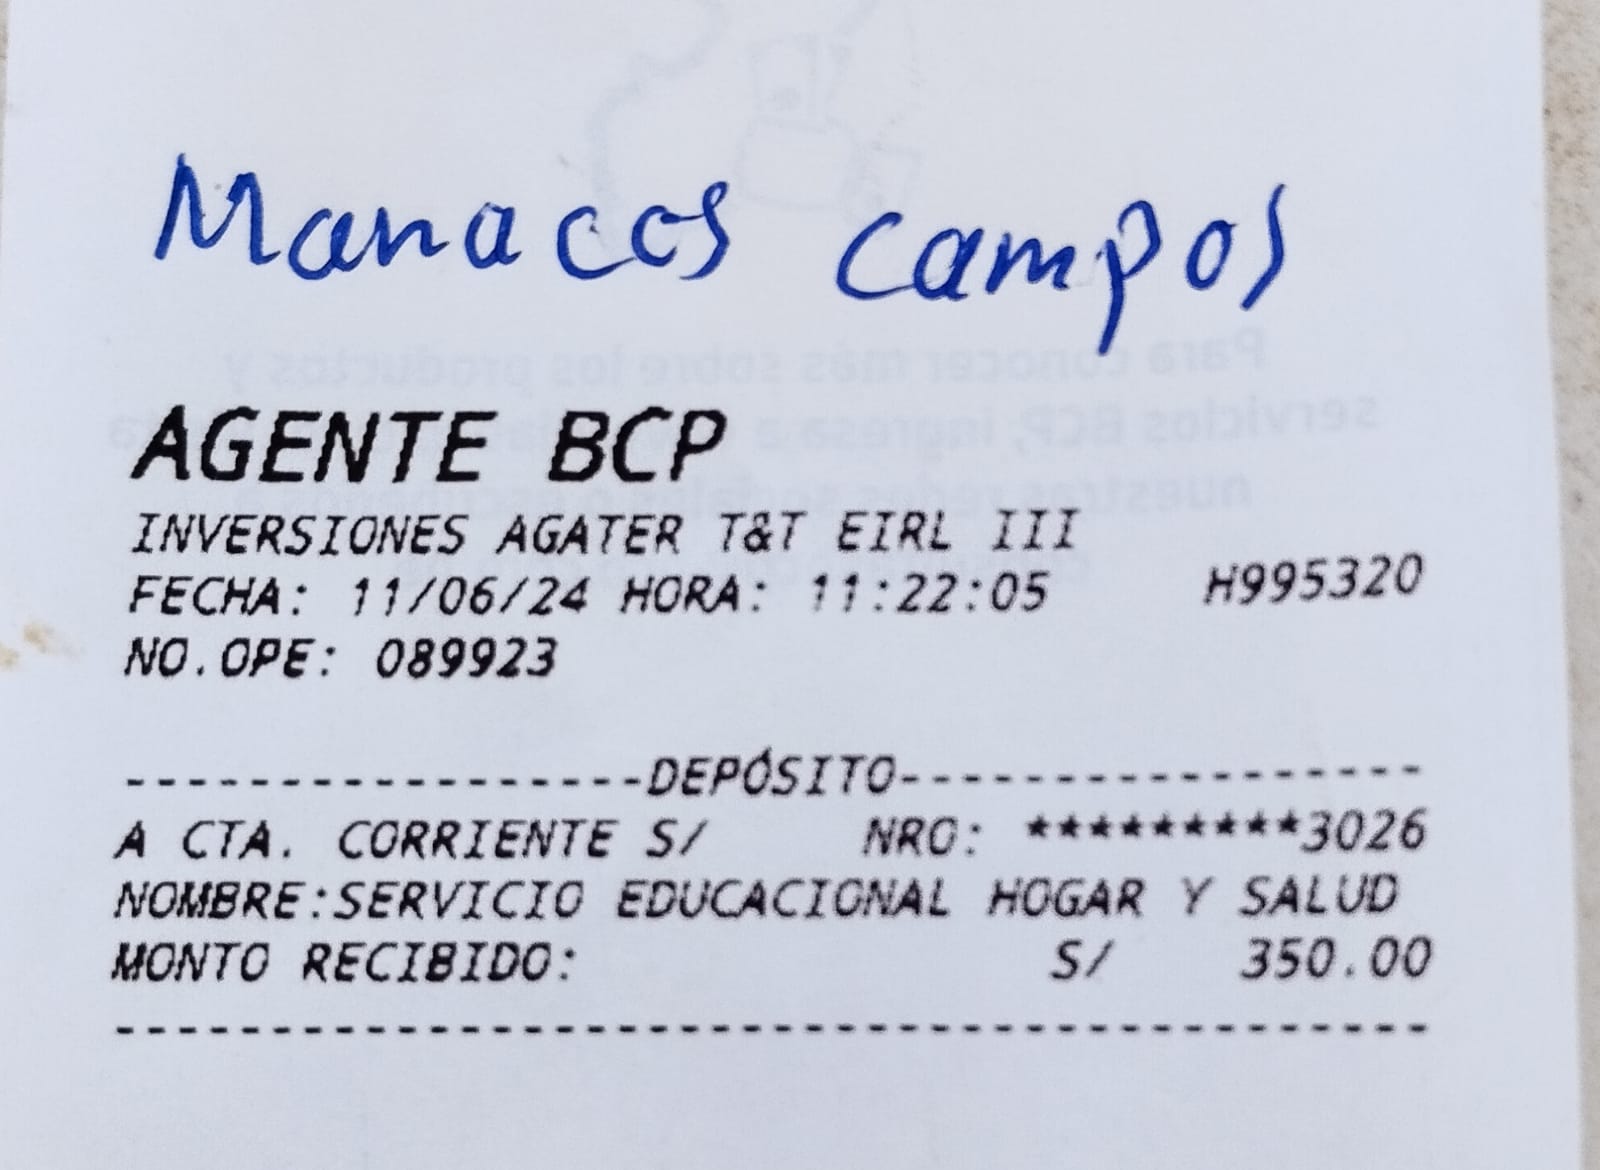 Manaccs Campos
AGENTE BCP
INVERSIONES AGATER T&T EIRL III
FECHA: 11/06/24 HORA: 11:22:05 H995320
NO.OPE: 089923
-----------------DEPÓSITO-----------------
A CTA. CORRIENTE S/ NRO: *********3026
NOMBRE:SERVICIO EDUCACIONAL HOGAR Y SALUD
MONTO RECIBIDO: S/ 350.00
------------------------------------------